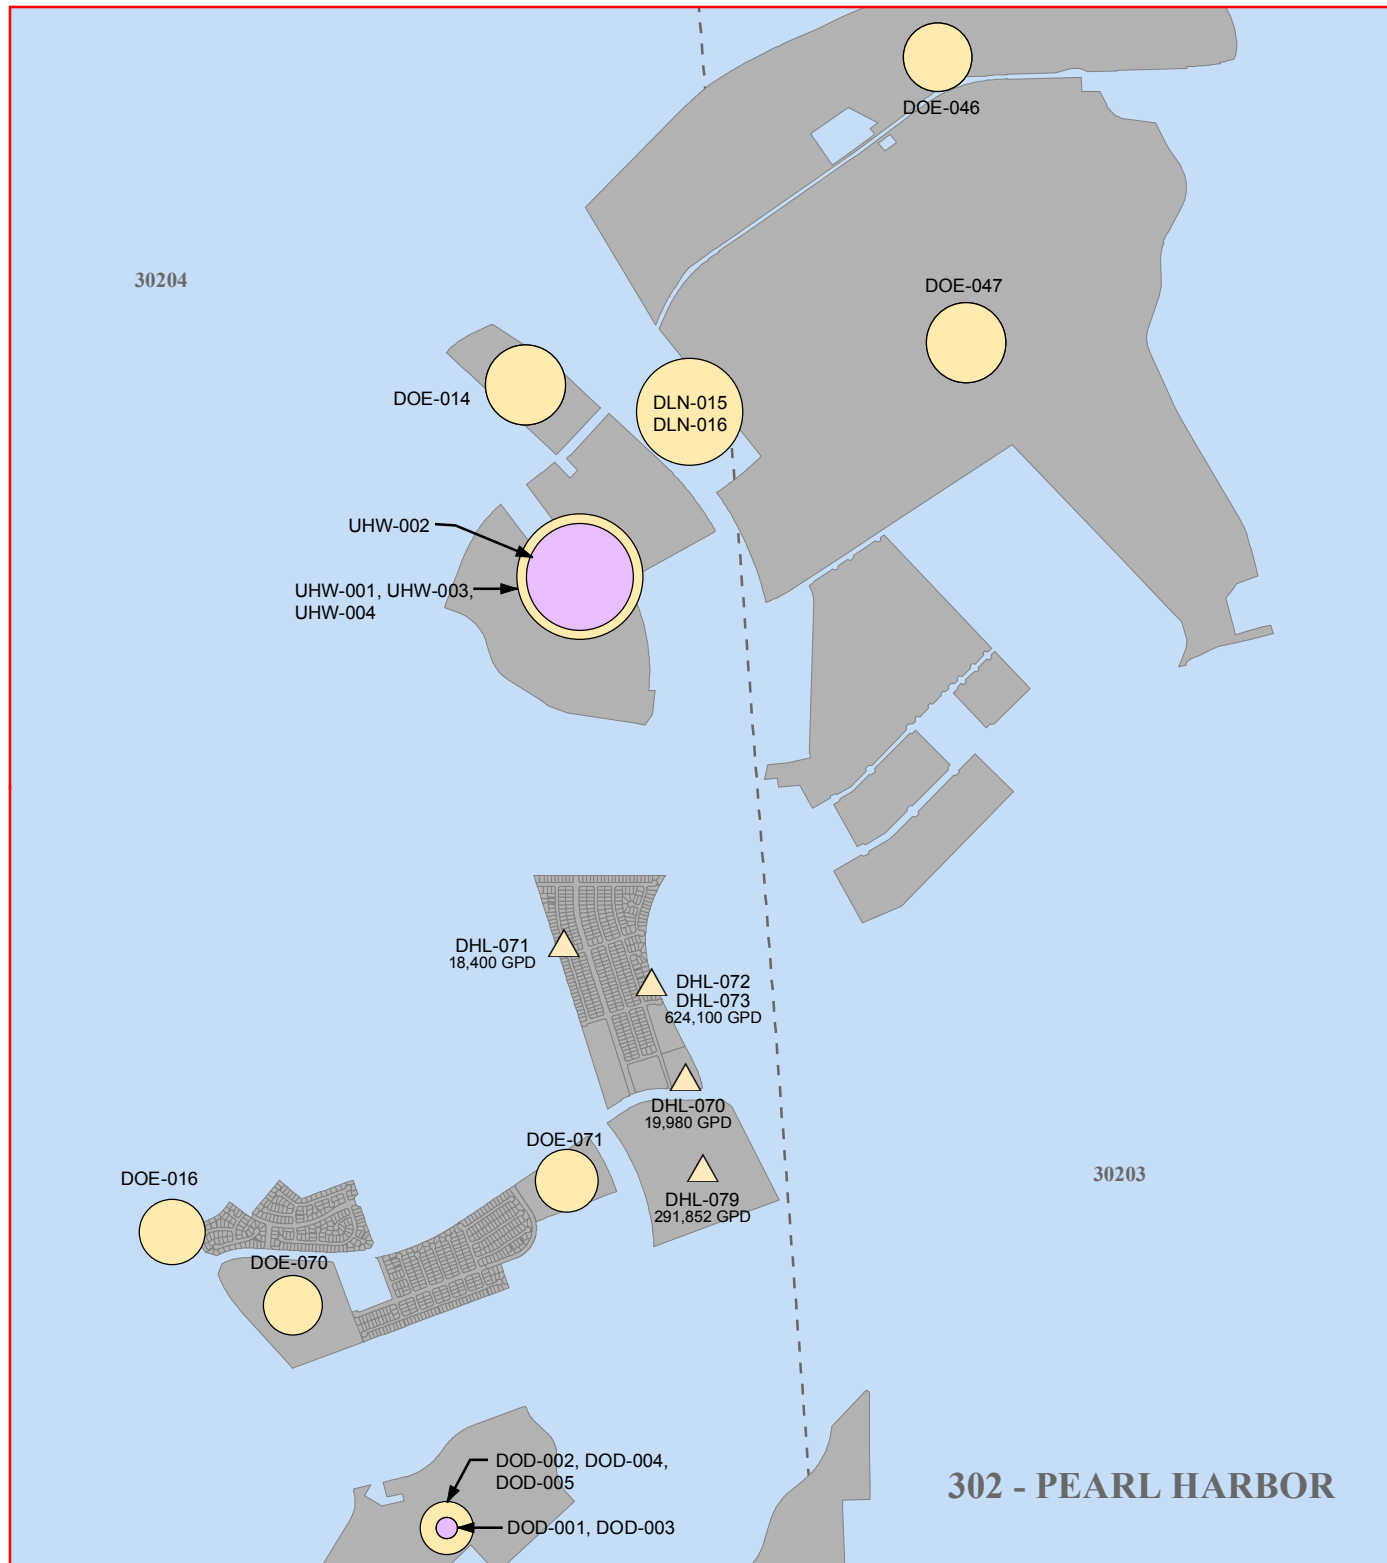 DOE-046
30204
DOE-047
DOE-014
DLN-015
DLN-016
UHW-002
UHW-001, UHW-003,
UHW-004
DHL-071
18,400 GPD
DHL-072
DHL-073
624,100 GPD
DHL-070
19,980 GPD
DOE-071
30203
DOE-016
DHL-079
291,852 GPD
DOE-070
DOD-002, DOD-004,
DOD-005
302 - PEARL HARBOR
DOD-001, DOD-003